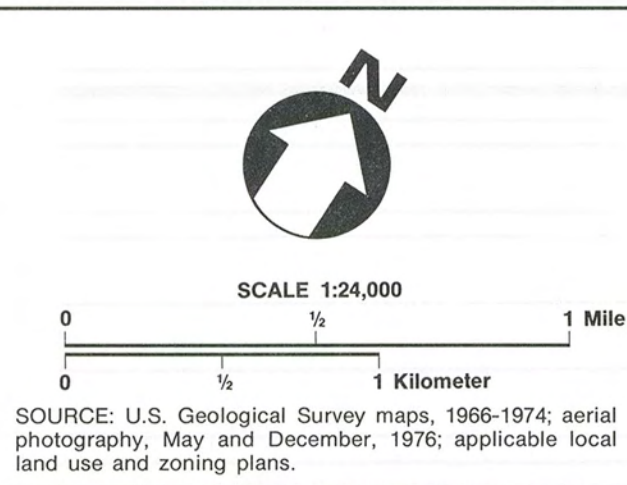 N
SCALE 1:24,000
0 ½ 1 Mile
0 ½ 1 Kilometer
SOURCE: U.S. Geological Survey maps, 1966-1974; aerial
photography, May and December, 1976; applicable local
land use and zoning plans.